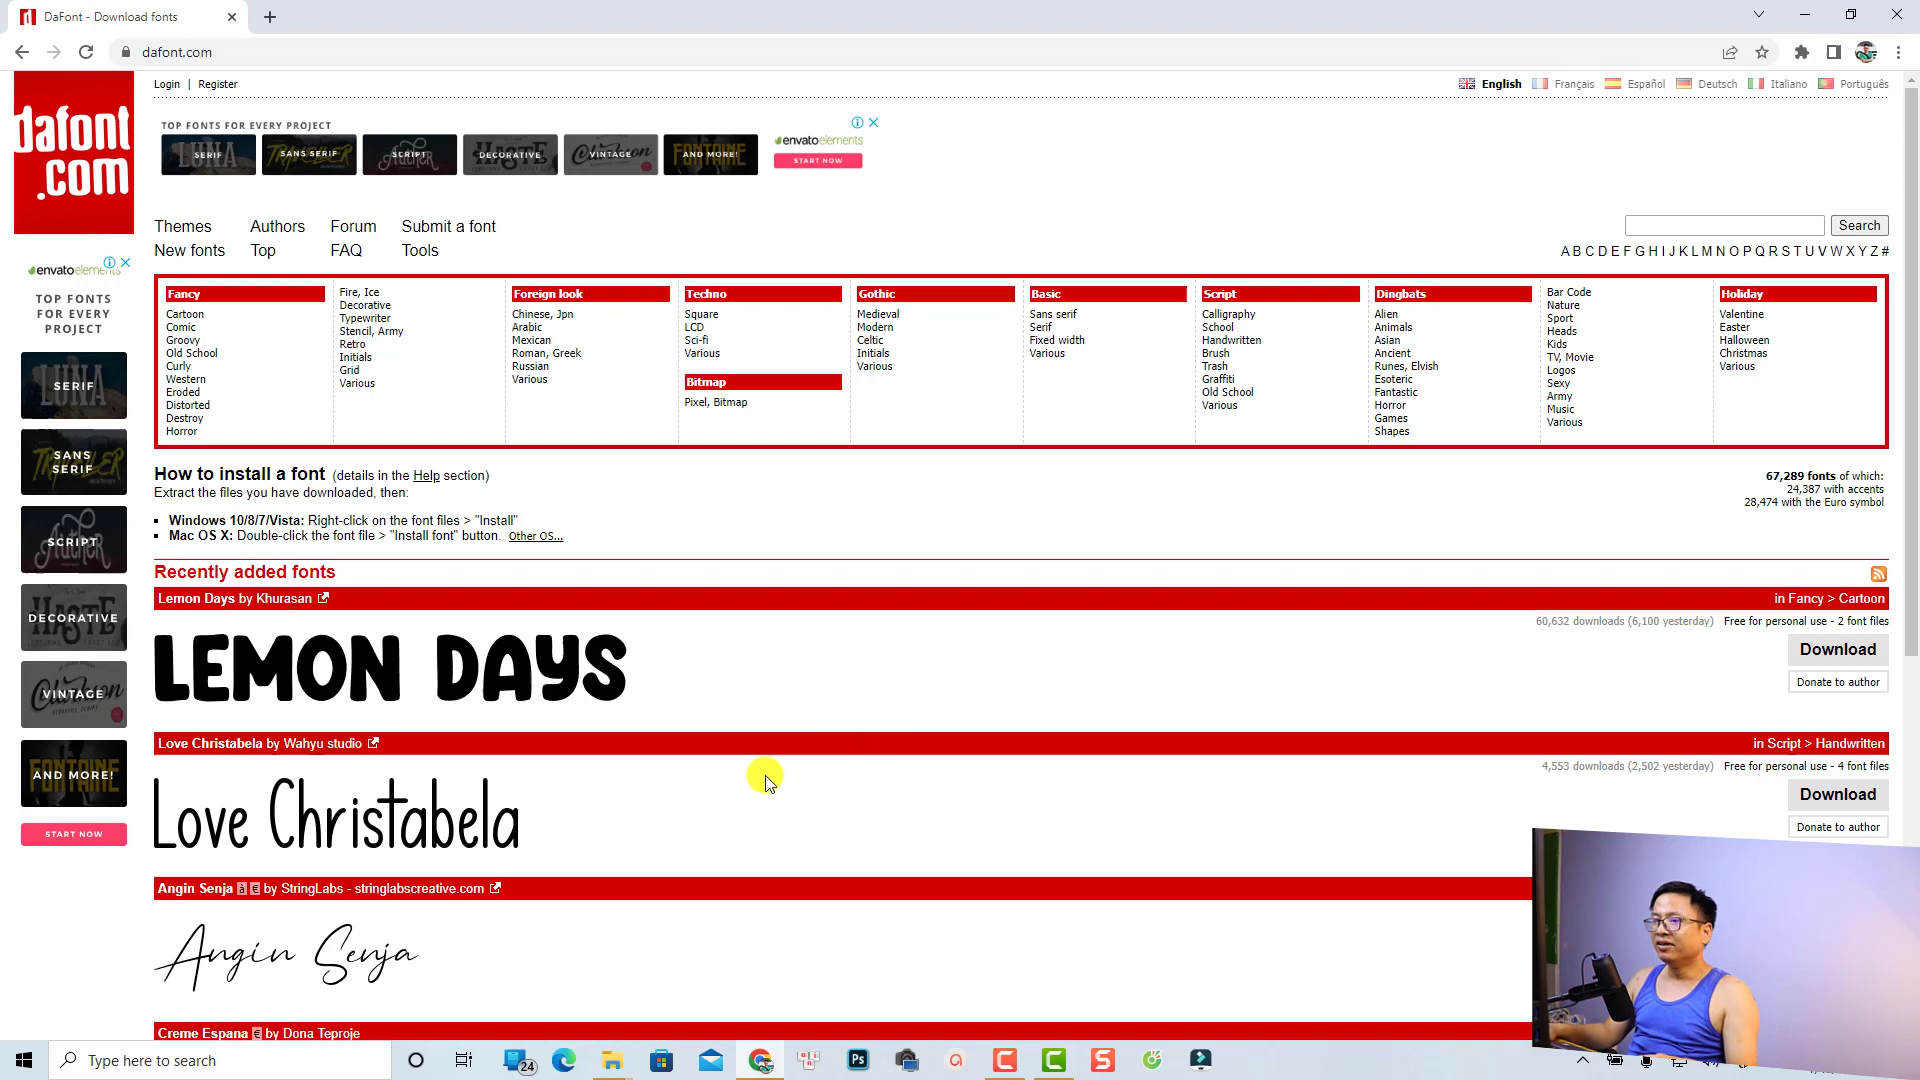 DaFont - Download fonts
dafont.com
Login | Register
English Français Español Deutsch Italiano Português
dafont
.com
TOP FONTS FOR EVERY PROJECT
SERIF
SANS SERIF
SCRIPT
DECORATIVE
VINTAGE
AND MORE!
envatoelements
START NOW
Themes Authors Forum Submit a font
New fonts Top FAQ Tools
Search
A B C D E F G H I J K L M N O P Q R S T U V W X Y Z #
envatoelements
TOP FONTS
FOR EVERY
PROJECT
LUNA
SERIF
SANS
SERIF
SCRIPT
DECORATIVE
VINTAGE
AND MORE!
START NOW
Fancy
Cartoon
Comic
Groovy
Old School
Curly
Western
Eroded
Distorted
Destroy
Horror
Fire, Ice
Decorative
Typewriter
Stencil, Army
Retro
Initials
Grid
Various
Foreign look
Chinese, Jpn
Arabic
Mexican
Roman, Greek
Russian
Various
Techno
Square
LCD
Sci-fi
Various
Bitmap
Pixel, Bitmap
Gothic
Medieval
Modern
Celtic
Initials
Various
Basic
Sans serif
Serif
Fixed width
Various
Script
Calligraphy
School
Handwritten
Brush
Trash
Graffiti
Old School
Various
Dingbats
Alien
Animals
Asian
Ancient
Runes, Elvish
Esoteric
Fantastic
Horror
Games
Shapes
Bar Code
Nature
Sport
Heads
Kids
TV, Movie
Logos
Sexy
Army
Music
Various
Holiday
Valentine
Easter
Halloween
Christmas
Various
How to install a font (details in the Help section)
Extract the files you have downloaded, then:
Windows 10/8/7/Vista: Right-click on the font files > "Install"
Mac OS X: Double-click the font file > "Install font" button. Other OS...
67,289 fonts of which:
24,387 with accents
28,474 with the Euro symbol
Recently added fonts
Lemon Days by Khurasan in Fancy > Cartoon
60,632 downloads (6,100 yesterday) Free for personal use - 2 font files
LEMON DAYS
Download
Donate to author
Love Christabela by Wahyu studio in Script > Handwritten
4,553 downloads (2,502 yesterday) Free for personal use - 4 font files
Love Christabela
Download
Donate to author
Angin Senja à € by StringLabs - stringlabscreative.com
Angin Senja
Creme Espana € by Dona Teproje
Type here to search
24
Ps